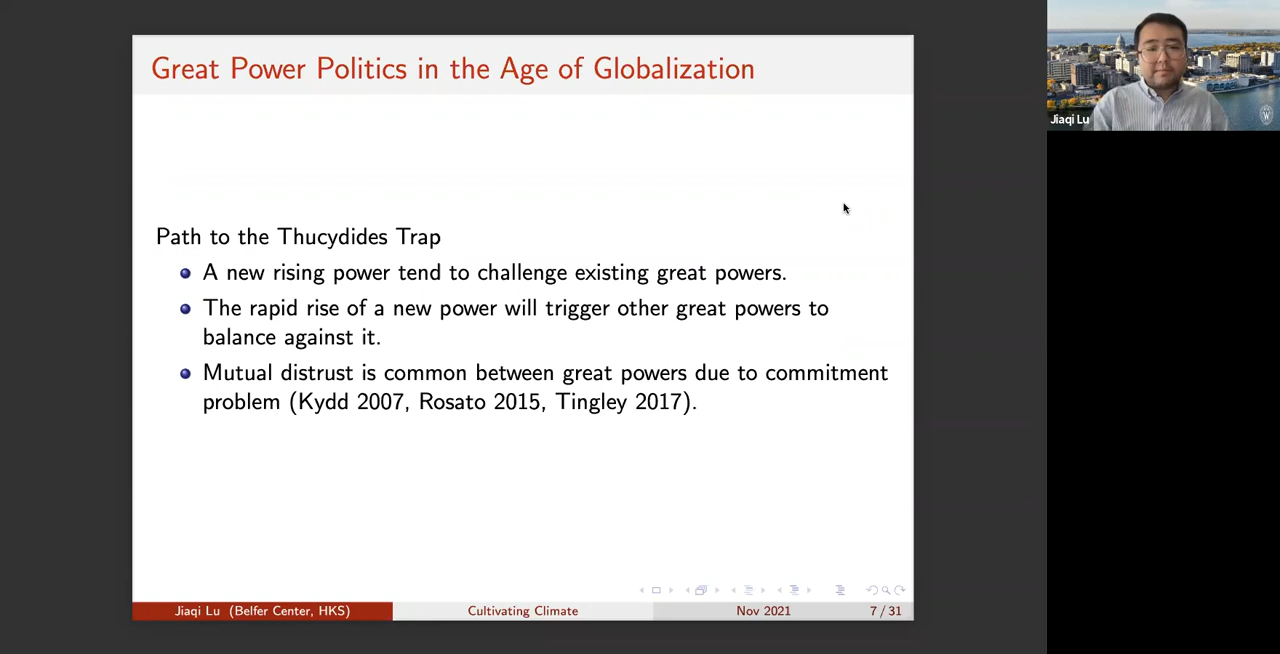 Great Power Politics in the Age of Globalization
Path to the Thucydides Trap
A new rising power tend to challenge existing great powers.
The rapid rise of a new power will trigger other great powers to
balance against it.
Mutual distrust is common between great powers due to commitment
problem (Kydd 2007, Rosato 2015, Tingley 2017).
Jiaqi Lu (Belfer Center, HKS)
Cultivating Climate
Nov 2021
7 / 31
Jiaqi Lu
W